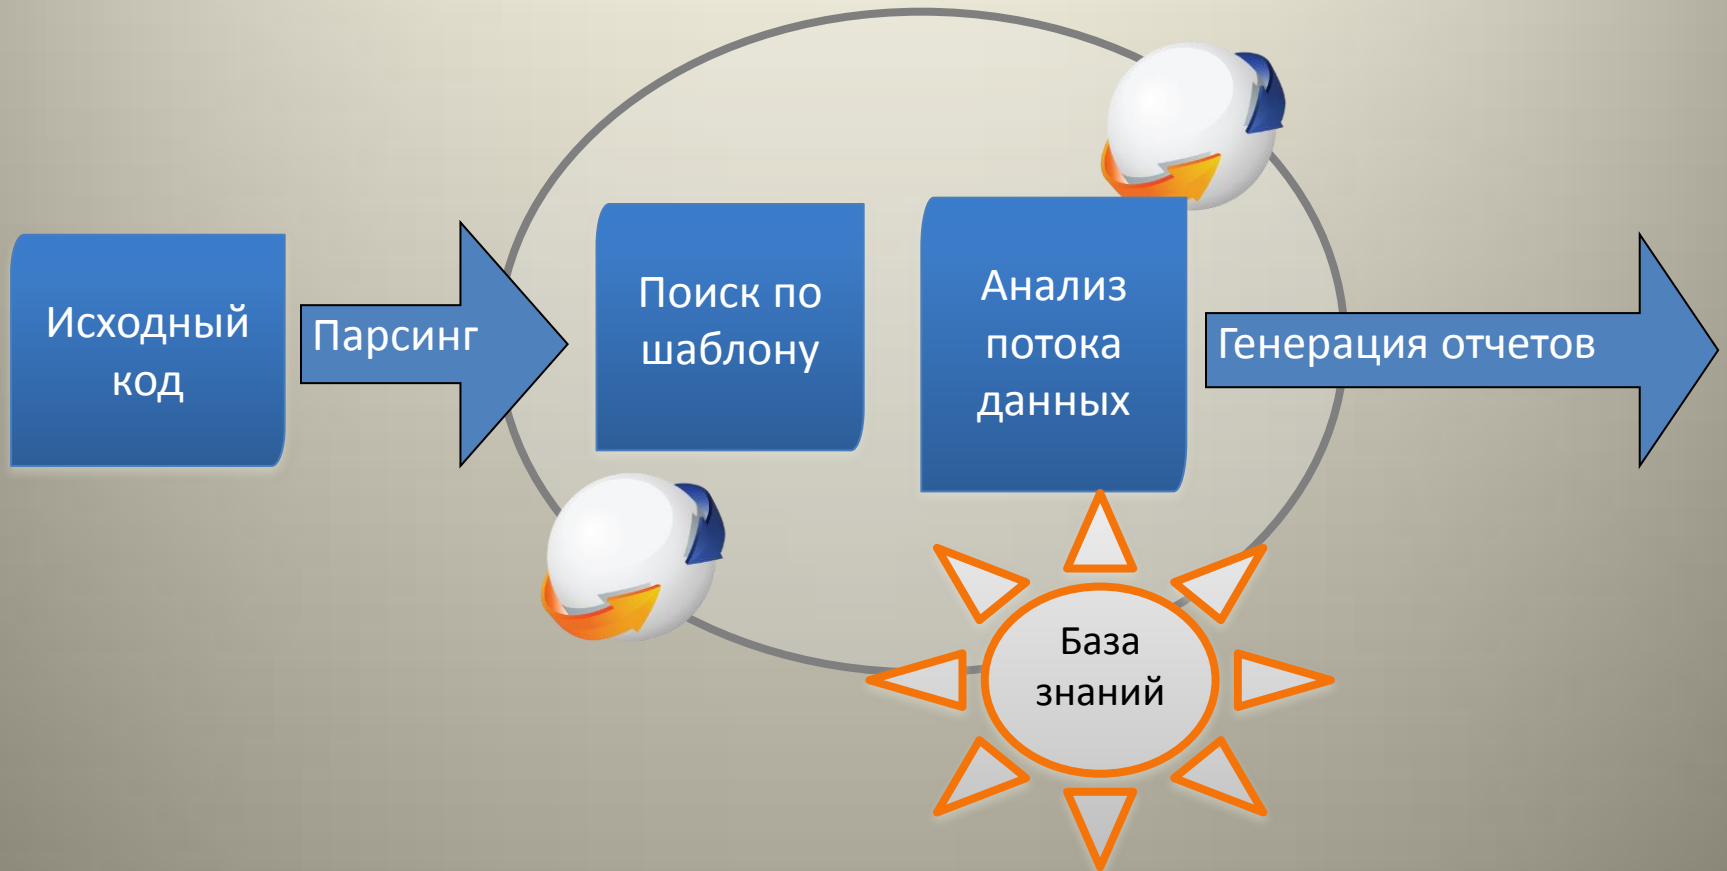 Исходный
код
Парсинг
Поиск по
шаблону
Анализ
потока
данных
Генерация отчетов
База
знаний